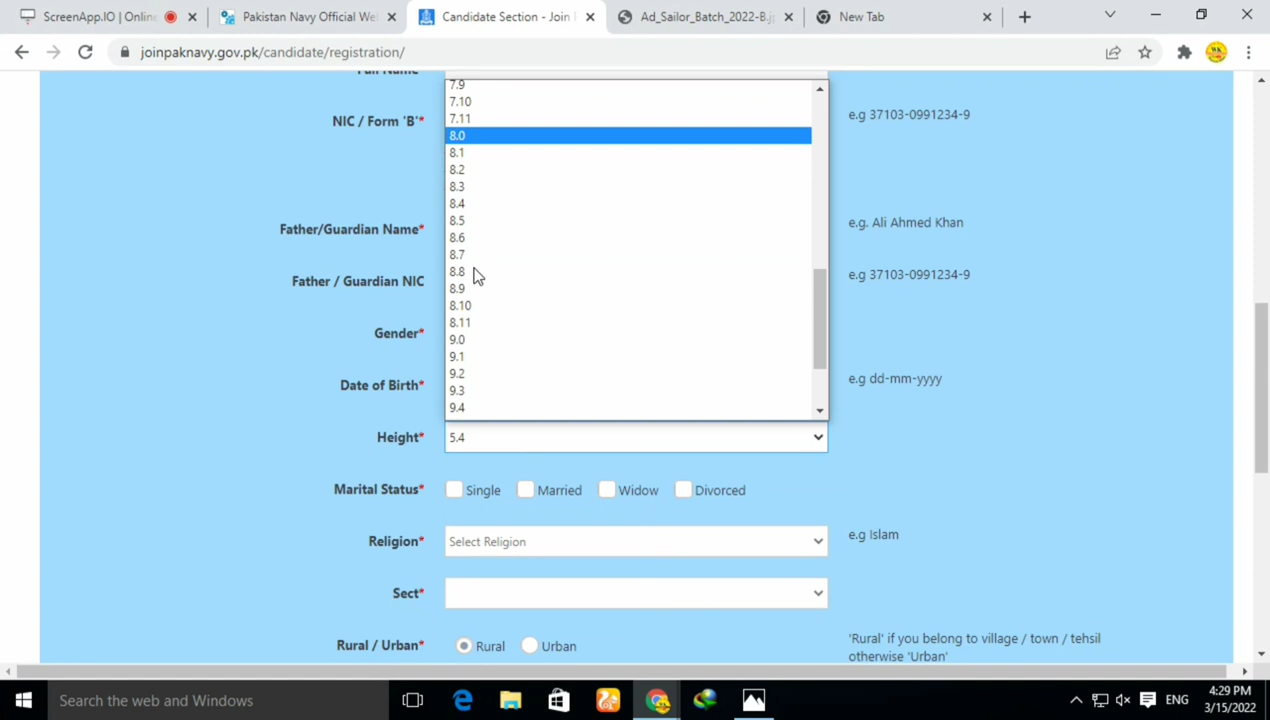 ScreenApp.IO | Online
Pakistan Navy Official We
Candidate Section - Join
Ad_Sailor_Batch_2022-B.j
New Tab
joinpaknavy.gov.pk/candidate/registration/
Full Name
7.9
7.10
7.11
8.0
8.1
8.2
8.3
8.4
8.5
8.6
8.7
8.8
8.9
8.10
8.11
9.0
9.1
9.2
9.3
9.4
NIC / Form 'B'*
e.g 37103-0991234-9
Father/Guardian Name*
e.g. Ali Ahmed Khan
Father / Guardian NIC
e.g 37103-0991234-9
Gender*
Date of Birth*
e.g dd-mm-yyyy
Height* 5.4
Marital Status* Single Married Widow Divorced
Religion* Select Religion e.g Islam
Sect*
Rural / Urban* Rural Urban
'Rural' if you belong to village / town / tehsil
otherwise 'Urban'
Search the web and Windows
ENG
4:29 PM
3/15/2022